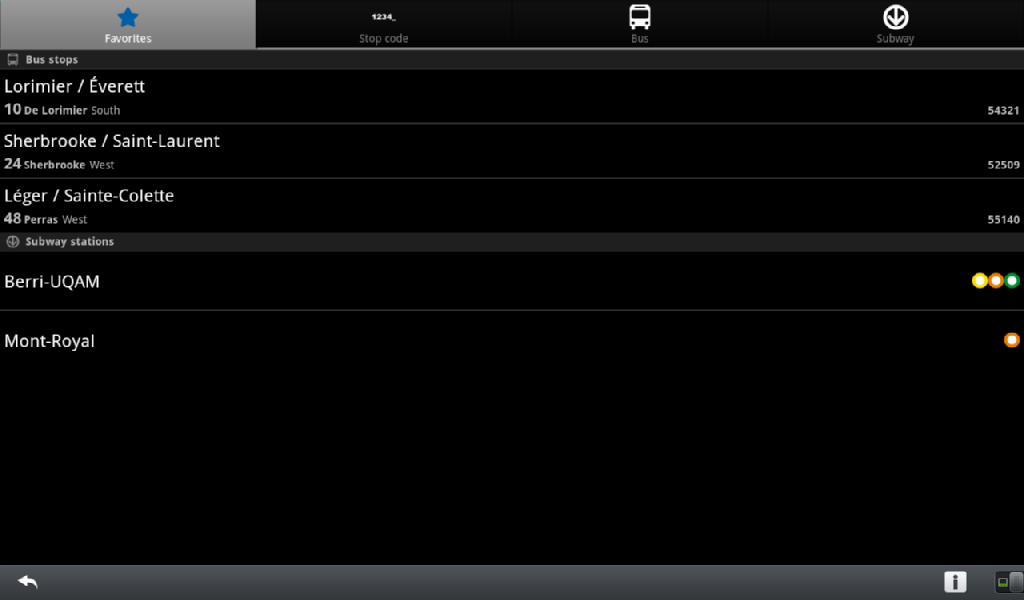 Favorites
1234_
Stop code
Bus
Subway
Bus stops
Lorimier / Éverett
10 De Lorimier South
54321
Sherbrooke / Saint-Laurent
24 Sherbrooke West
52509
Léger / Sainte-Colette
48 Perras West
55140
Subway stations
Berri-UQAM
Mont-Royal